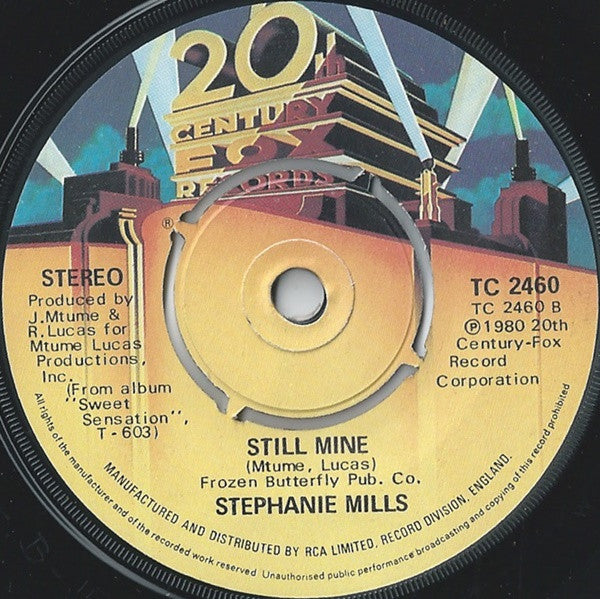 20th
CENTURY
FOX
RECORDS
®
STEREO
Produced by
J.Mtume &
R.Lucas for
Mtume Lucas
Productions,
Inc.
(From album
"Sweet
Sensation",
T-603)
TC 2460
TC 2460 B
℗ 1980 20th
Century-Fox
Record
Corporation
STILL MINE
(Mtume, Lucas)
Frozen Butterfly Pub. Co.
STEPHANIE MILLS
MANUFACTURED AND DISTRIBUTED BY RCA LIMITED, RECORD DIVISION, ENGLAND.
All rights of the manufacturer and of the owner of the recorded work reserved Unauthorised public performance broadcasting and copying of this record prohibited